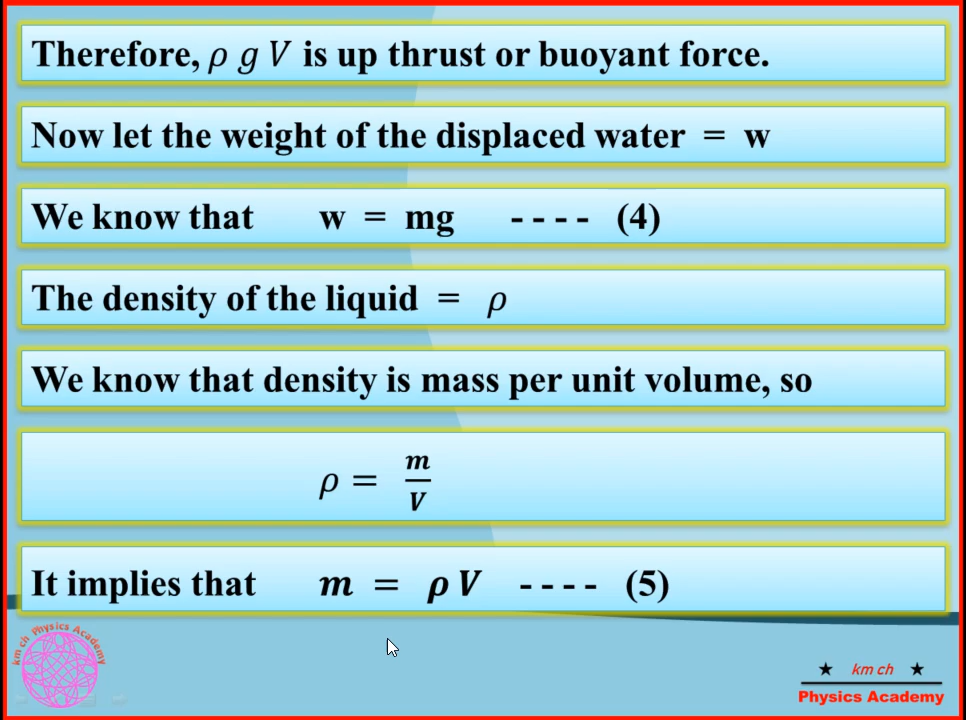 Therefore, ρ g V is up thrust or buoyant force.
Now let the weight of the displaced water = w
We know that w = mg ---- (4)
The density of the liquid = ρ
We know that density is mass per unit volume, so
ρ = m/V
It implies that m = ρ V ---- (5)
km ch Physics Academy
★ km ch ★
Physics Academy